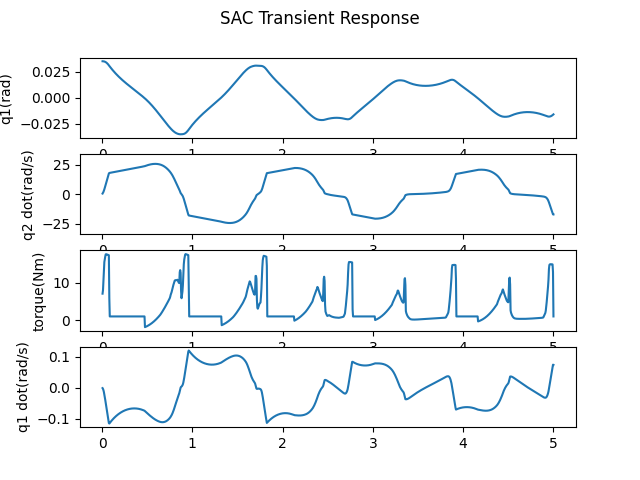 SAC Transient Response
q1(rad)
0.025
0.000
−0.025
0 1 2 3 4 5
q2 dot(rad/s)
25
0
−25
0 1 2 3 4 5
torque(Nm)
10
0
0 1 2 3 4 5
q1 dot(rad/s)
0.1
0.0
−0.1
0 1 2 3 4 5